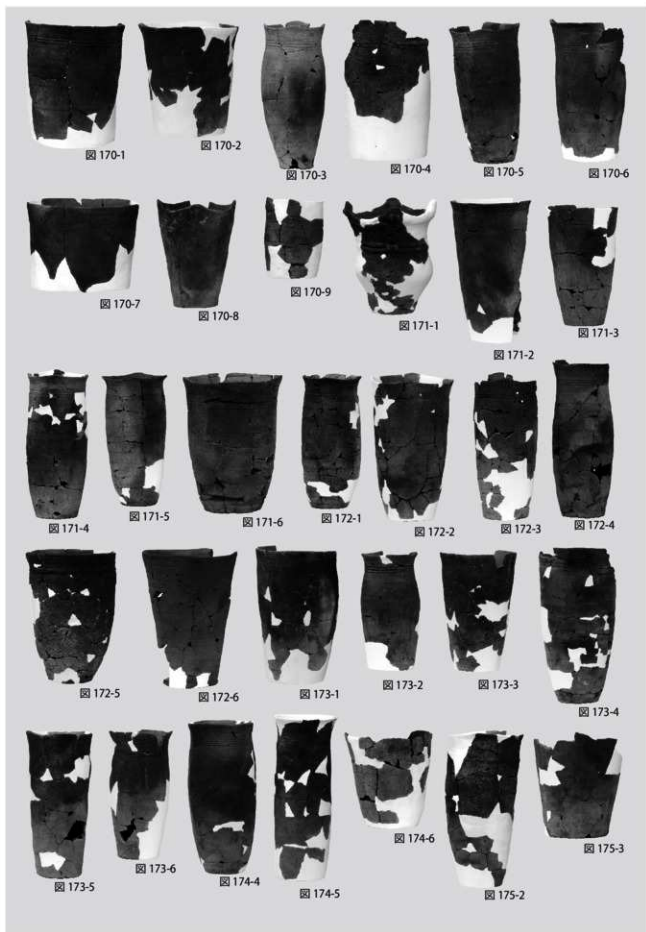 図 170-1
図 170-2
図 170-3
図 170-4
図 170-5
図 170-6
図 170-7
図 170-8
図 170-9
図 171-1
図 171-2
図 171-3
図 171-4
図 171-5
図 171-6
図 172-1
図 172-2
図 172-3
図 172-4
図 172-5
図 172-6
図 173-1
図 173-2
図 173-3
図 173-4
図 173-5
図 173-6
図 174-4
図 174-5
図 174-6
図 175-2
図 175-3